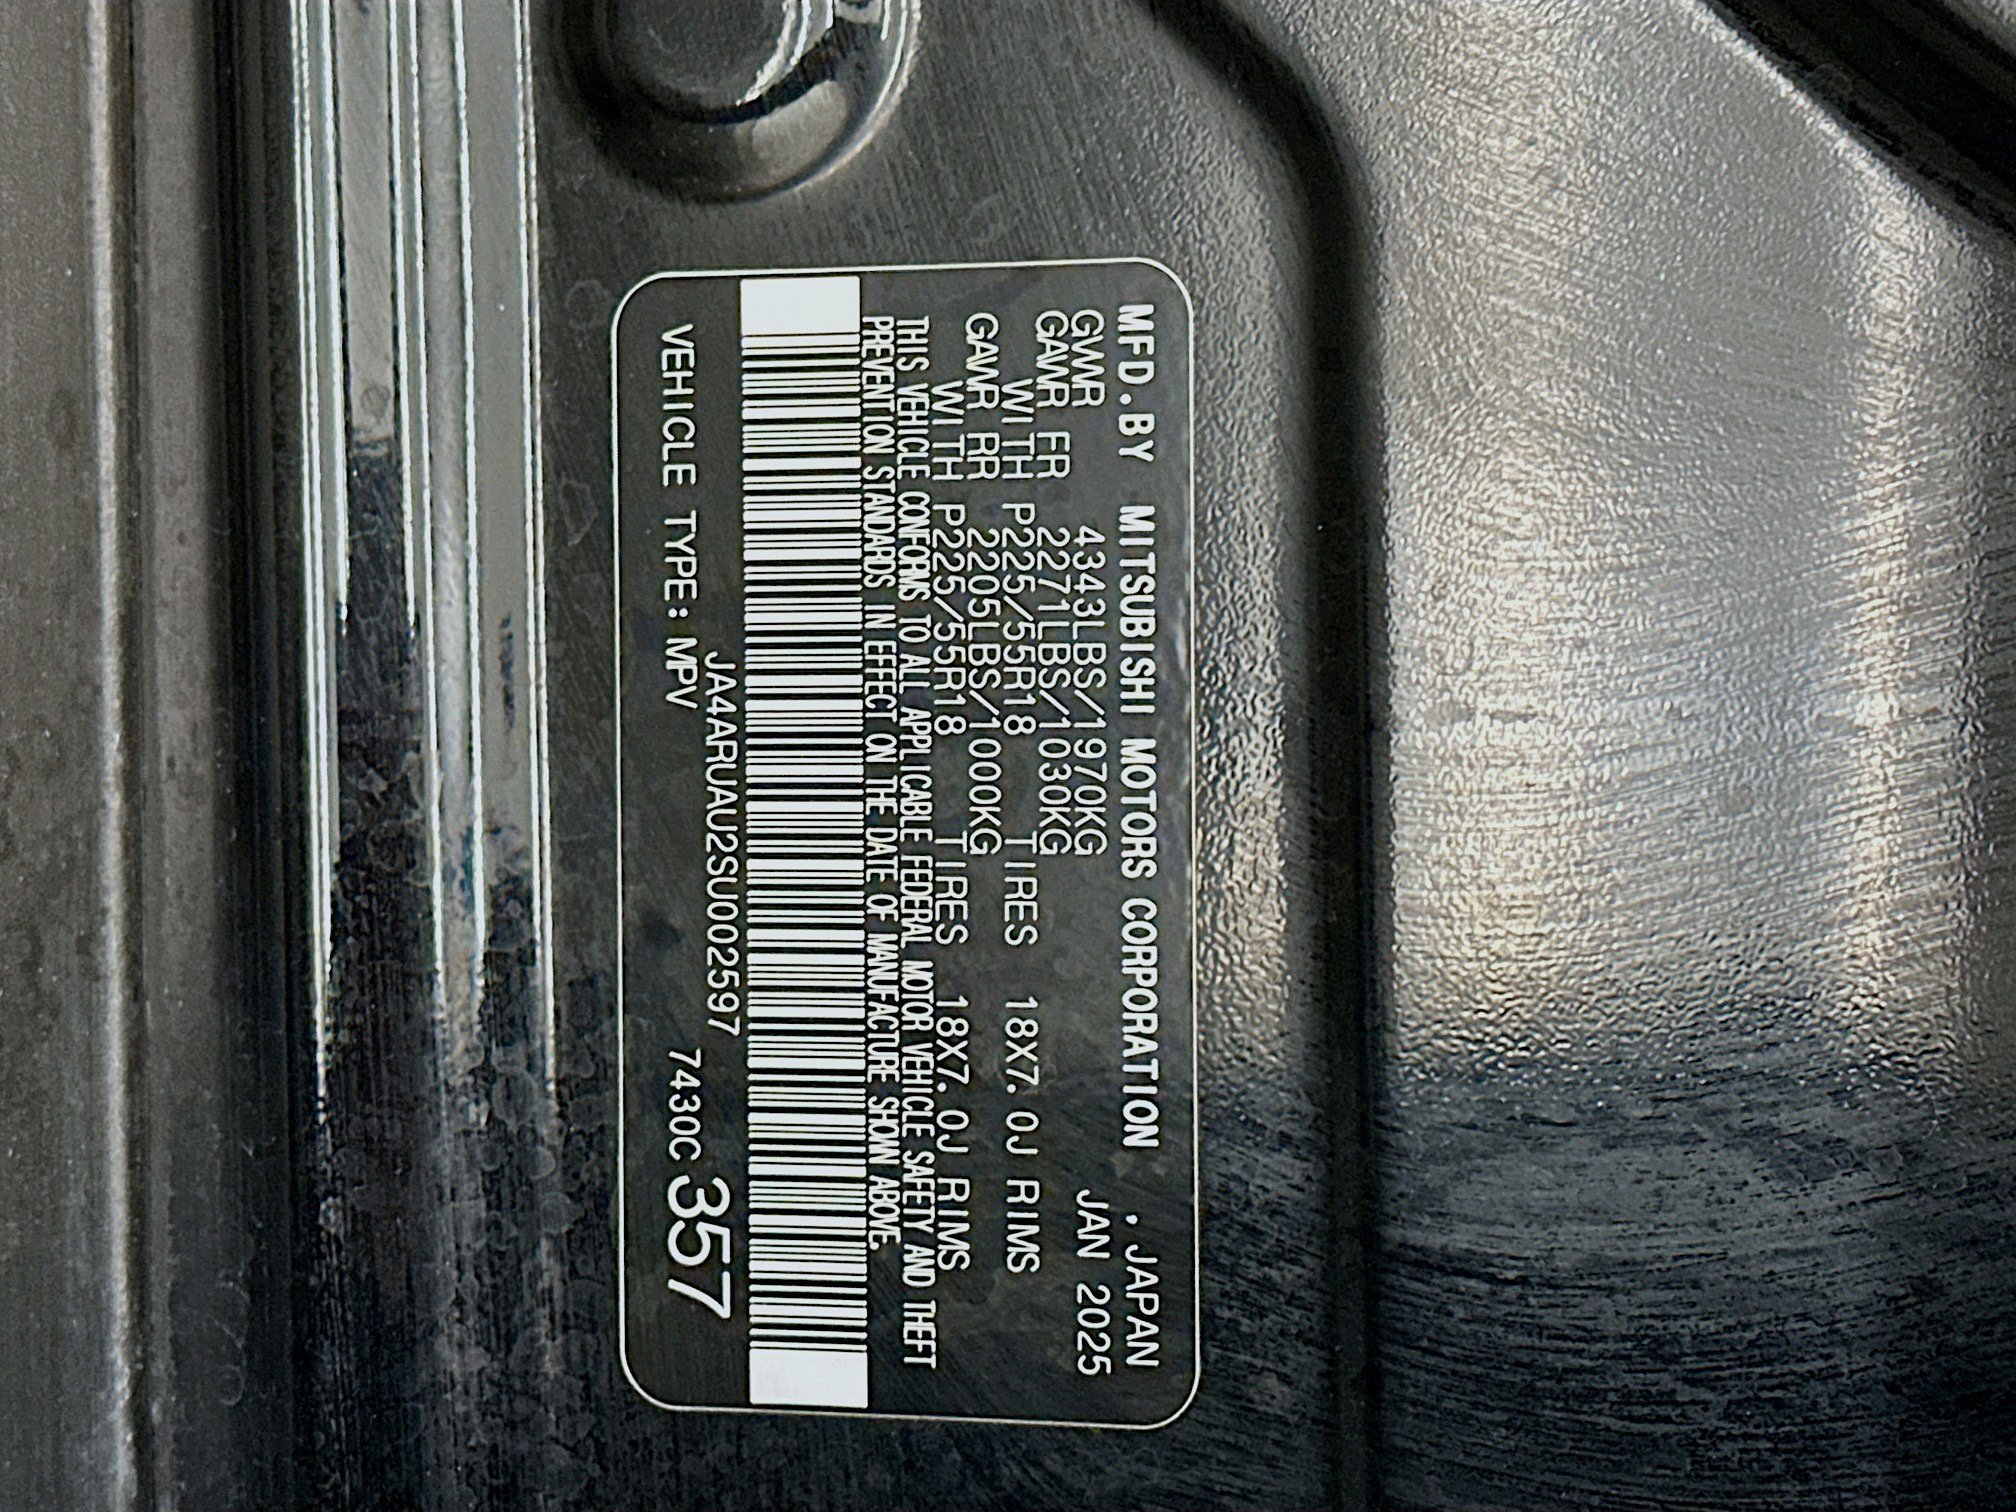 MFD.BY MITSUBISHI MOTORS CORPORATION , JAPAN
GVWR 4343LBS/1970KG JAN 2025
GAWR FR 2271LBS/1030KG
WITH P225/55R18 TIRES 18X7.0J RIMS
GAWR RR 2205LBS/1000KG
WITH P225/55R18 TIRES 18X7.0J RIMS
THIS VEHICLE CONFORMS TO ALL APPLICABLE FEDERAL MOTOR VEHICLE SAFETY AND THEFT
PREVENTION STANDARDS IN EFFECT ON THE DATE OF MANUFACTURE SHOWN ABOVE.
JA4ARUAU2SU002597
VEHICLE TYPE: MPV 7430C 357